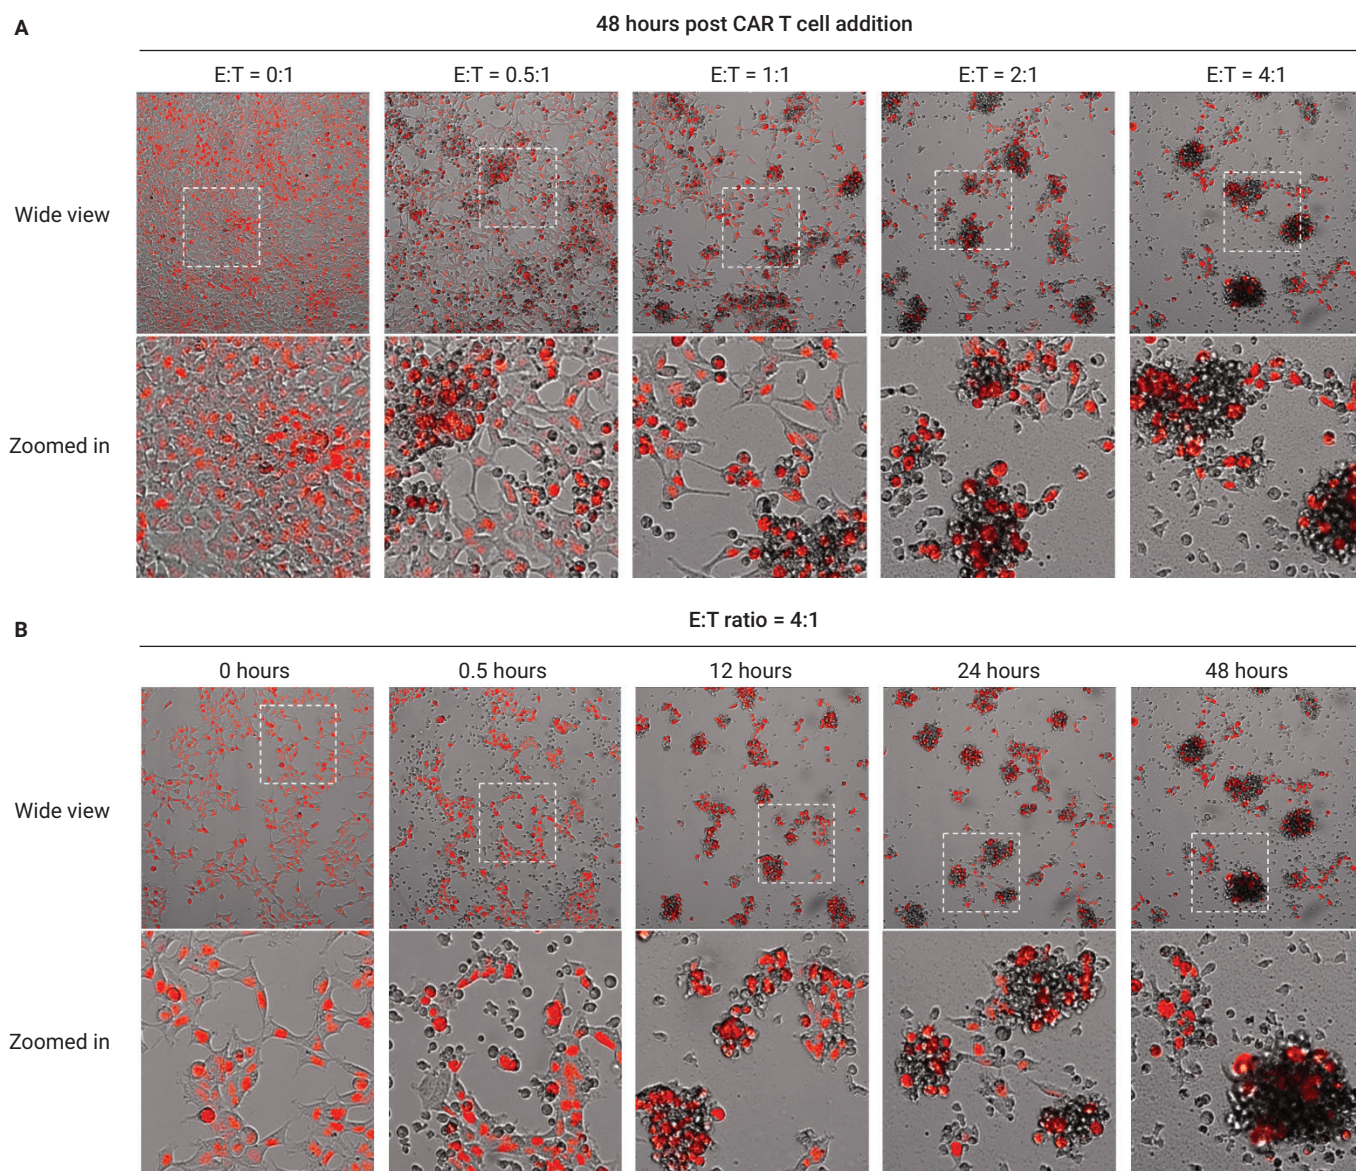 A
48 hours post CAR T cell addition
E:T = 0:1
E:T = 0.5:1
E:T = 1:1
E:T = 2:1
E:T = 4:1
Wide view
Zoomed in
B
E:T ratio = 4:1
0 hours
0.5 hours
12 hours
24 hours
48 hours
Wide view
Zoomed in